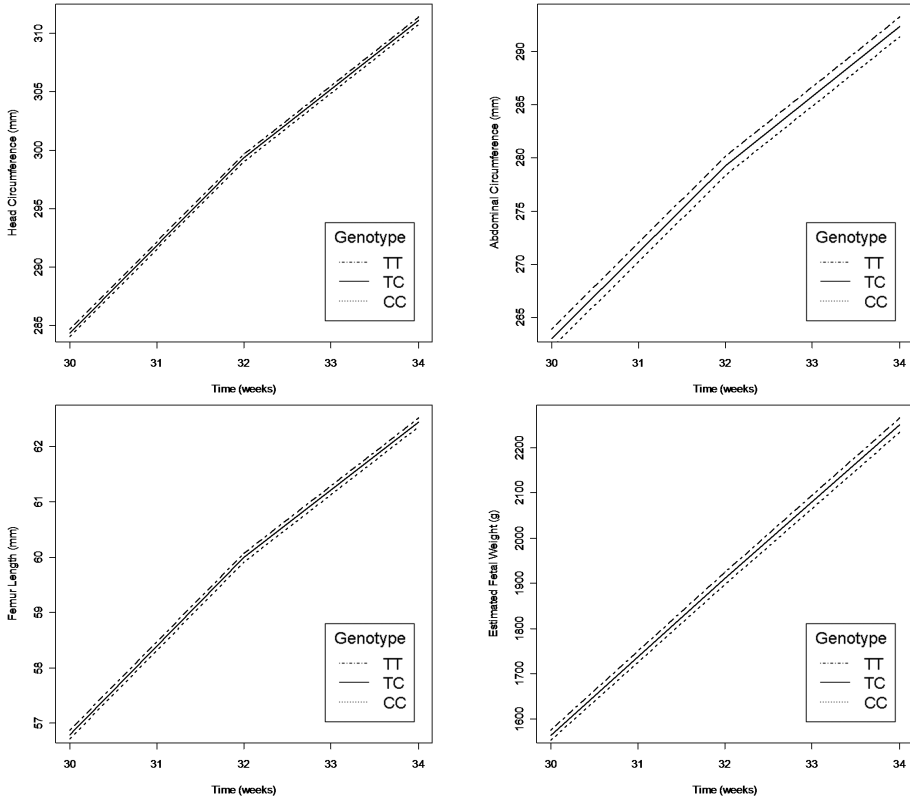 Head Circumference (mm)
310
305
300
295
290
285
Genotype
TT
TC
CC
30 31 32 33 34
Time (weeks)
Abdominal Circumference (mm)
290
285
280
275
270
265
Genotype
TT
TC
CC
30 31 32 33 34
Time (weeks)
Femur Length (mm)
62
61
60
59
58
57
Genotype
TT
TC
CC
30 31 32 33 34
Time (weeks)
Estimated Fetal Weight (g)
2200
2100
2000
1900
1800
1700
1600
Genotype
TT
TC
CC
30 31 32 33 34
Time (weeks)